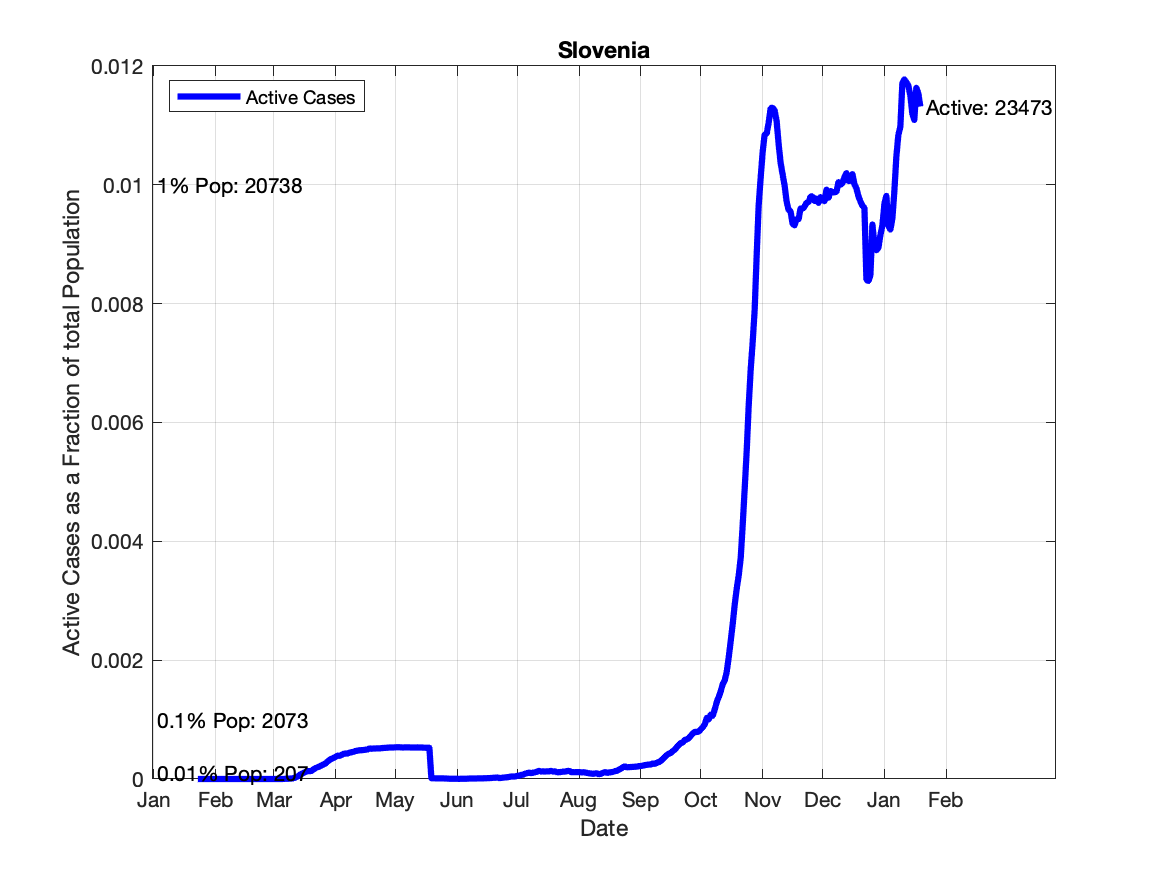 Slovenia
0.012
Active Cases
Active: 23473
0.01
1% Pop: 20738
0.008
0.006
0.004
0.002
0.1% Pop: 2073
0.01% Pop: 207
0
Active Cases as a Fraction of total Population
Jan Feb Mar Apr May Jun Jul Aug Sep Oct Nov Dec Jan Feb
Date